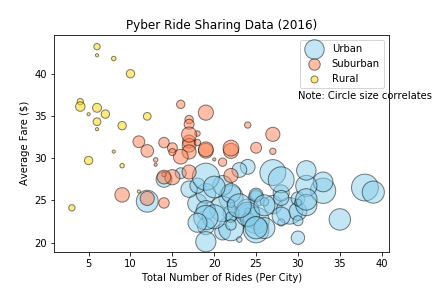 Pyber Ride Sharing Data (2016)
Urban
Suburban
Rural
Note: Circle size correlates
40
35
30
25
20
Average Fare ($)
5
10
15
20
25
30
35
40
Total Number of Rides (Per City)